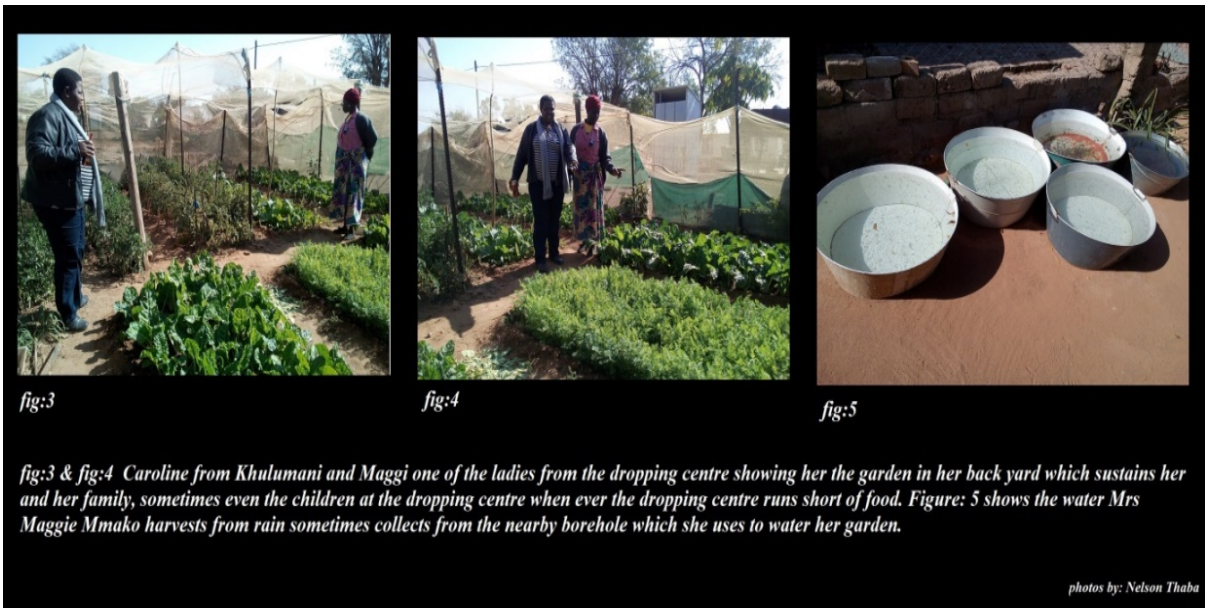 fig:3
fig:4
fig:5
fig:3 & fig:4 Caroline from Khulumani and Maggi one of the ladies from the dropping centre showing her the garden in her back yard which sustains her
and her family, sometimes even the children at the dropping centre when ever the dropping centre runs short of food. Figure: 5 shows the water Mrs
Maggie Mmako harvests from rain sometimes collects from the nearby borehole which she uses to water her garden.
photos by: Nelson Thaba